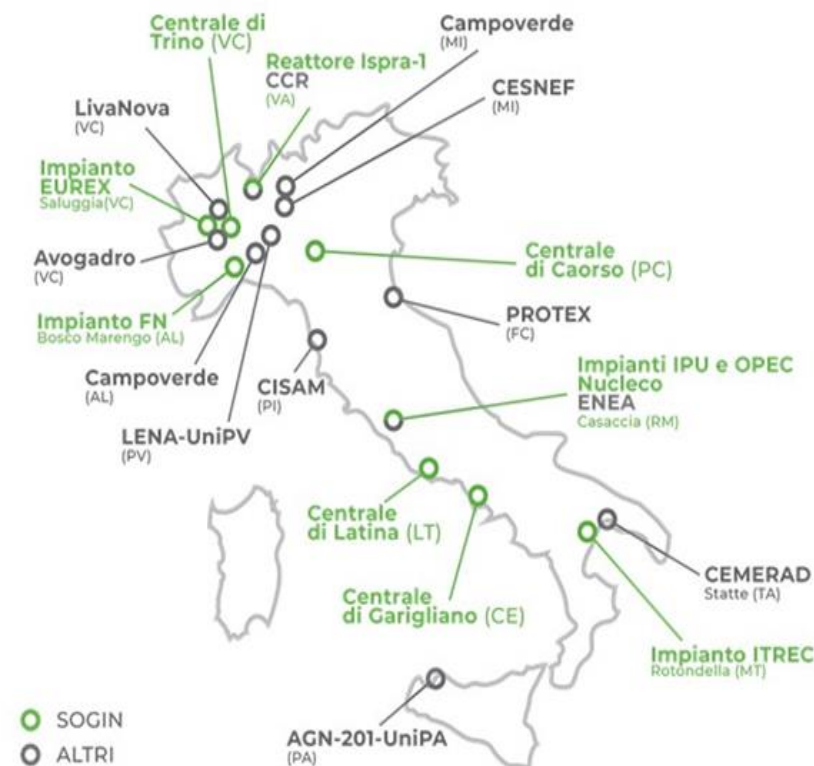 Centrale di
Trino (VC)
Campoverde
(MI)
Reattore Ispra-1
CCR
(VA)
CESNEF
(MI)
LivaNova
(VC)
Impianto
EUREX
Saluggia(VC)
Avogadro
(VC)
Centrale
di Caorso (PC)
Impianto FN
Bosco Marengo (AL)
PROTEX
(FC)
Campoverde
(AL)
CISAM
(PI)
Impianti IPU e OPEC
Nucleco
ENEA
Casaccia (RM)
LENA-UniPV
(PV)
Centrale
di Latina (LT)
CEMERAD
Statte (TA)
Centrale
di Garigliano (CE)
Impianto ITREC
Rotondella (MT)
AGN-201-UniPA
(PA)
SOGIN
ALTRI